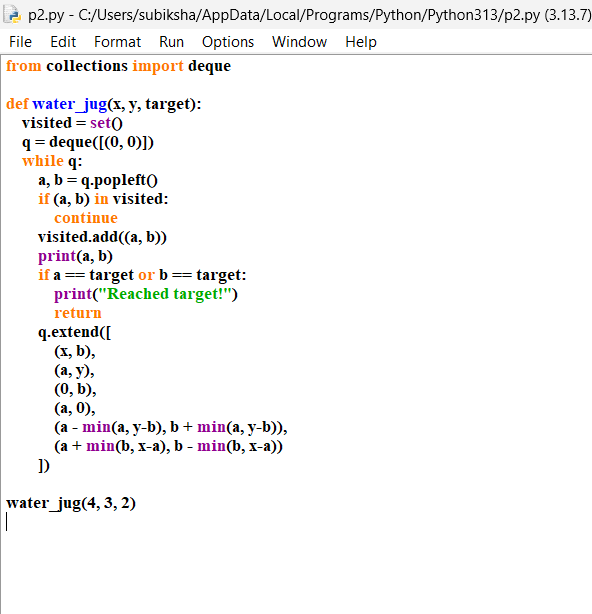 p2.py - C:/Users/subiksha/AppData/Local/Programs/Python/Python313/p2.py (3.13.7)
File Edit Format Run Options Window Help
from collections import deque

def water_jug(x, y, target):
    visited = set()
    q = deque([(0, 0)])
    while q:
        a, b = q.popleft()
        if (a, b) in visited:
            continue
        visited.add((a, b))
        print(a, b)
        if a == target or b == target:
            print("Reached target!")
            return
        q.extend([
            (x, b),
            (a, y),
            (0, b),
            (a, 0),
            (a - min(a, y-b), b + min(a, y-b)),
            (a + min(b, x-a), b - min(b, x-a))
        ])

water_jug(4, 3, 2)